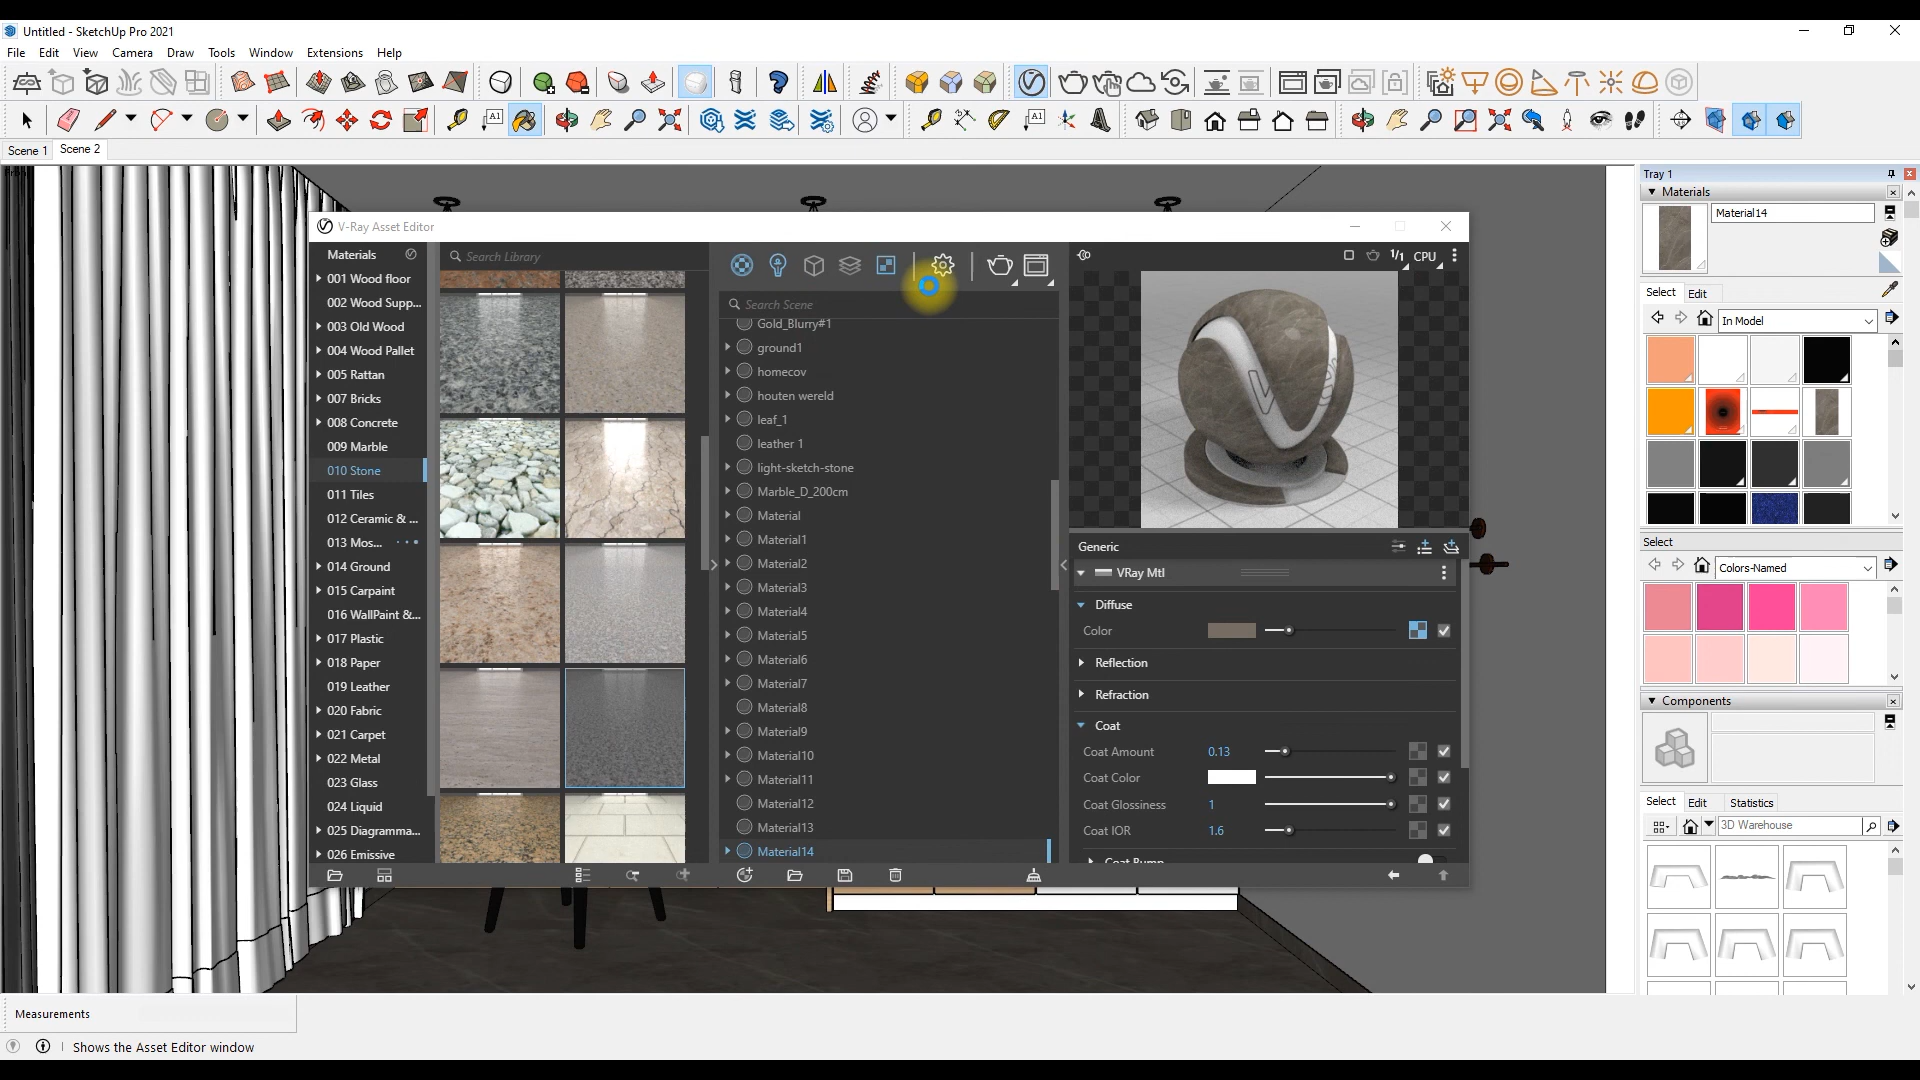 Untitled - SketchUp Pro 2021
File Edit View Camera Draw Tools Window Extensions Help
Scene 1 Scene 2
V-Ray Asset Editor
Materials
001 Wood floor
002 Wood Supp...
003 Old Wood
004 Wood Pallet
005 Rattan
007 Bricks
008 Concrete
009 Marble
010 Stone
011 Tiles
012 Ceramic & ...
013 Mos...
014 Ground
015 Carpaint
016 WallPaint &...
017 Plastic
018 Paper
019 Leather
020 Fabric
021 Carpet
022 Metal
023 Glass
024 Liquid
025 Diagramma...
026 Emissive
Search Library
Search Scene
Gold_Blurry#1
ground1
homecov
houten wereld
leaf_1
leather 1
light-sketch-stone
Marble_D_200cm
Material
Material1
Material2
Material3
Material4
Material5
Material6
Material7
Material8
Material9
Material10
Material11
Material12
Material13
Material14
1/1 CPU
Generic
VRay Mtl
Diffuse
Color
Reflection
Refraction
Coat
Coat Amount 0.13
Coat Color
Coat Glossiness 1
Coat IOR 1.6
Coat Bump
Tray 1
Materials
Material14
Select Edit
In Model
Select
Colors-Named
Components
Select Edit Statistics
3D Warehouse
Measurements
Shows the Asset Editor window